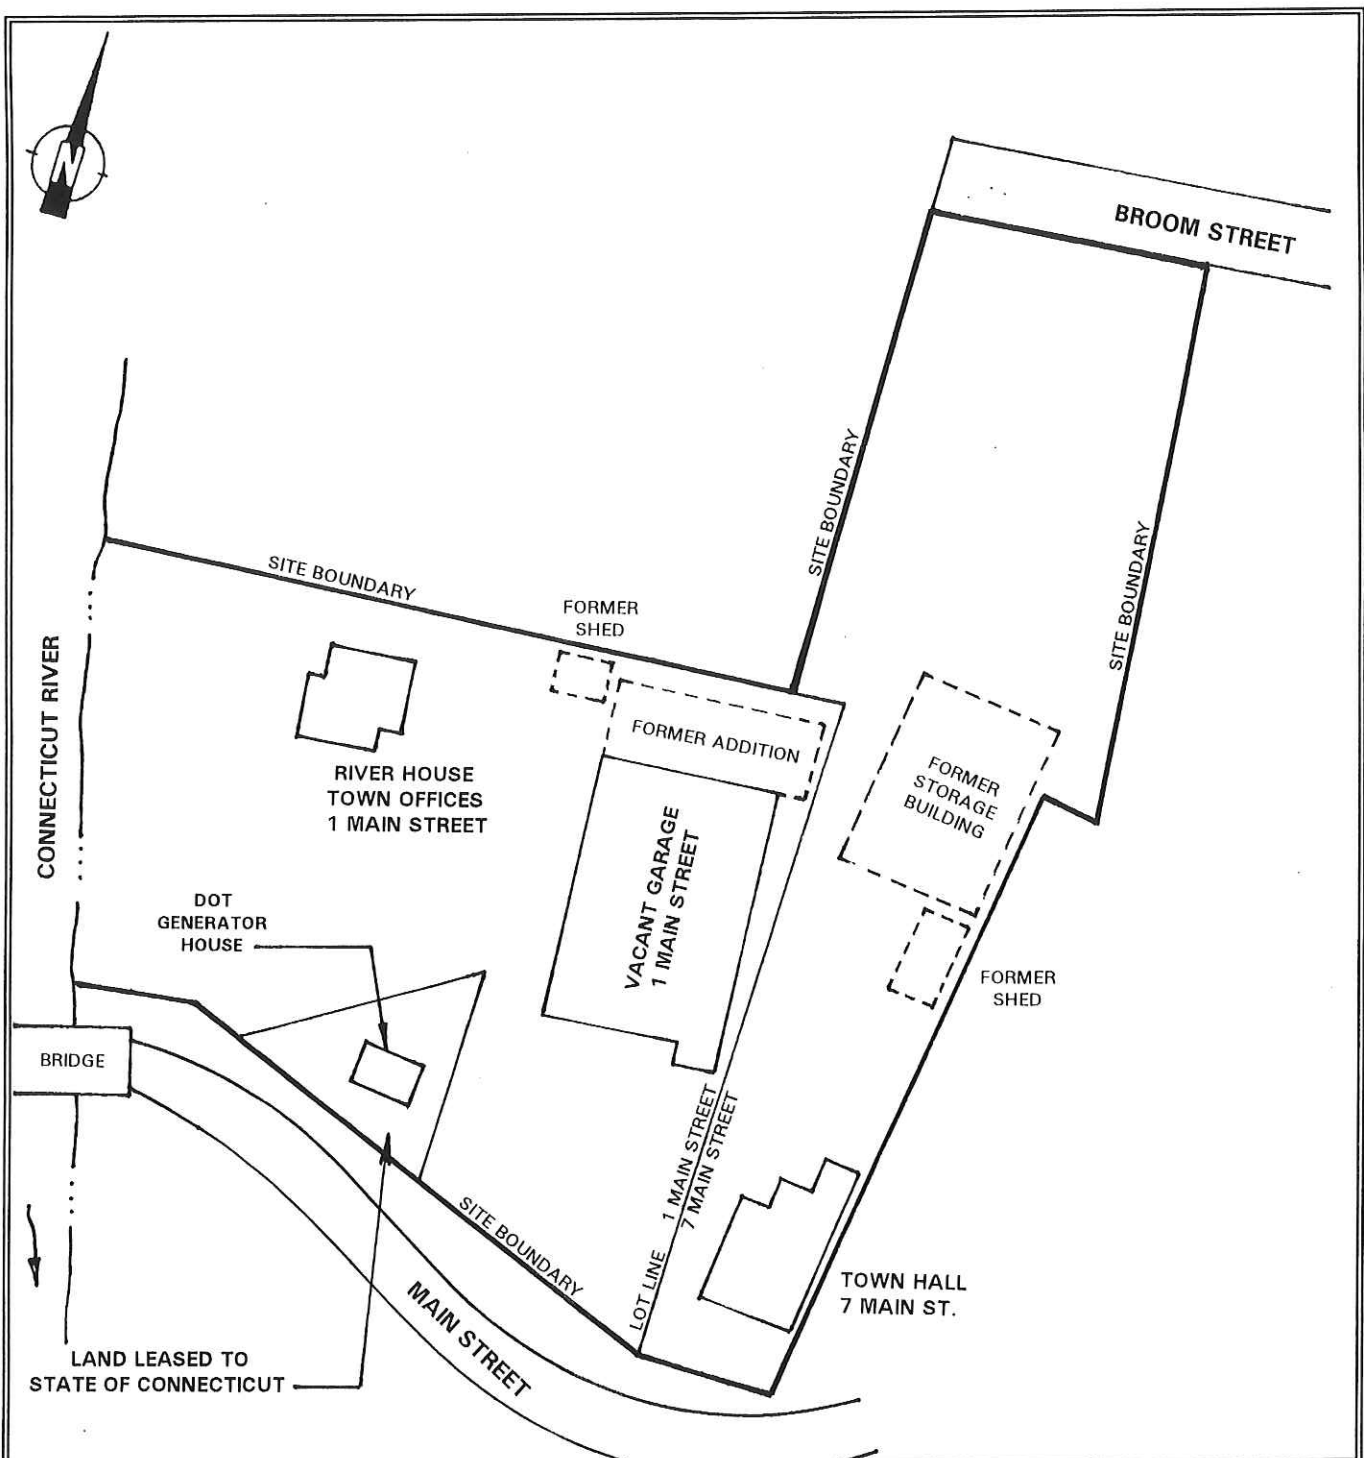 N
BROOM STREET
SITE BOUNDARY
SITE BOUNDARY
SITE BOUNDARY
FORMER
SHED
CONNECTICUT RIVER
FORMER ADDITION
RIVER HOUSE
TOWN OFFICES
1 MAIN STREET
FORMER
STORAGE
BUILDING
VACANT GARAGE
1 MAIN STREET
DOT
GENERATOR
HOUSE
FORMER
SHED
BRIDGE
1 MAIN STREET
7 MAIN STREET
LOT LINE
SITE BOUNDARY
TOWN HALL
7 MAIN ST.
MAIN STREET
LAND LEASED TO
STATE OF CONNECTICUT